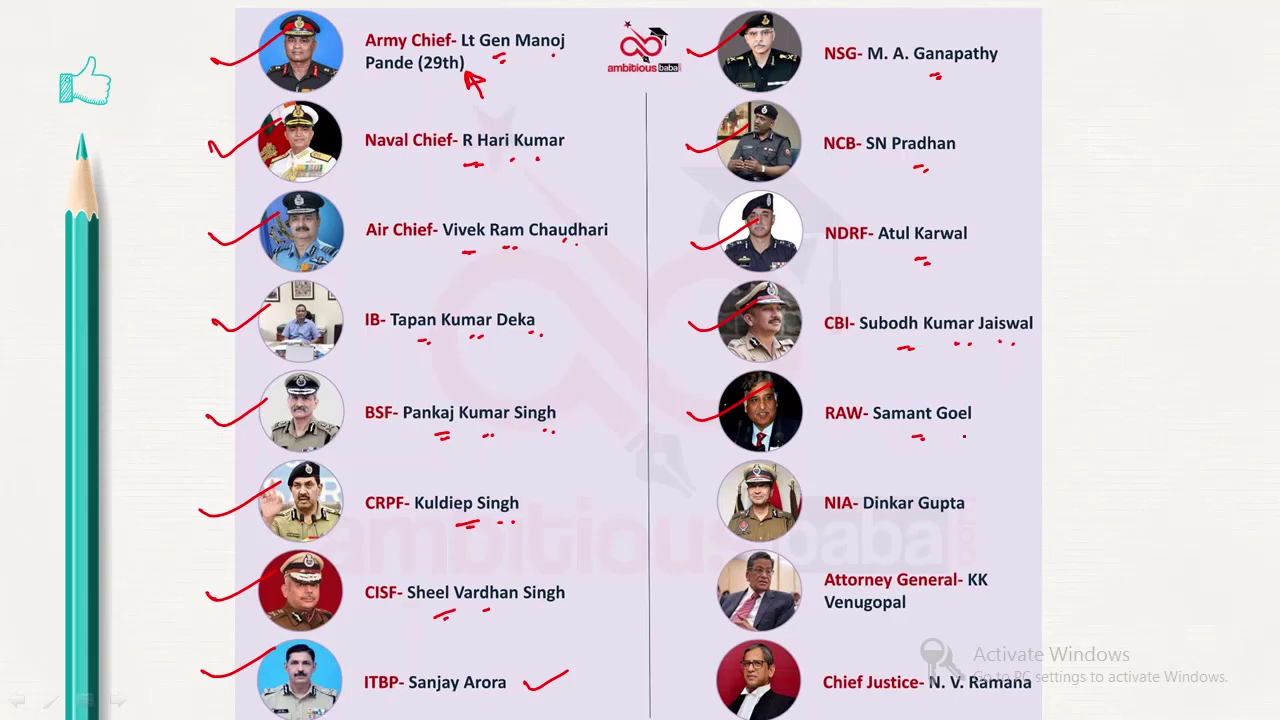 Army Chief- Lt Gen Manoj
Pande (29th)
Naval Chief- R Hari Kumar
Air Chief- Vivek Ram Chaudhari
IB- Tapan Kumar Deka
BSF- Pankaj Kumar Singh
CRPF- Kuldiep Singh
CISF- Sheel Vardhan Singh
ITBP- Sanjay Arora
ambitiousbaba
NSG- M. A. Ganapathy
NCB- SN Pradhan
NDRF- Atul Karwal
CBI- Subodh Kumar Jaiswal
RAW- Samant Goel
NIA- Dinkar Gupta
Attorney General- KK
Venugopal
Chief Justice- N. V. Ramana
ambitiousbaba
Activate Windows
Go to PC settings to activate Windows.